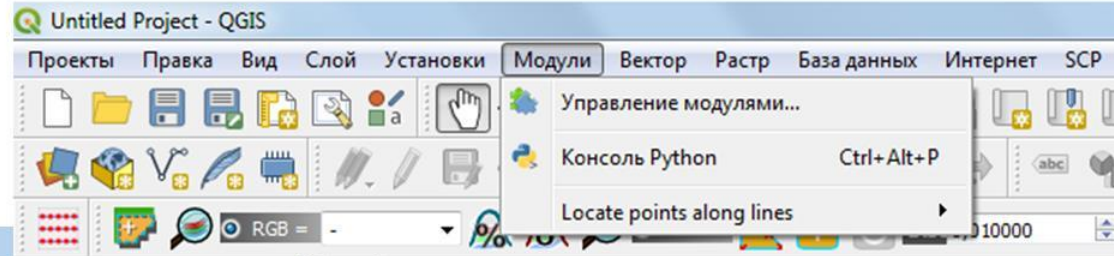 Untitled Project - QGIS
Проекты Правка Вид Слой Установки Модули Вектор Растр База данных Интернет SCP
a
Управление модулями...
Консоль Python Ctrl+Alt+P
abc
Locate points along lines
RGB = -